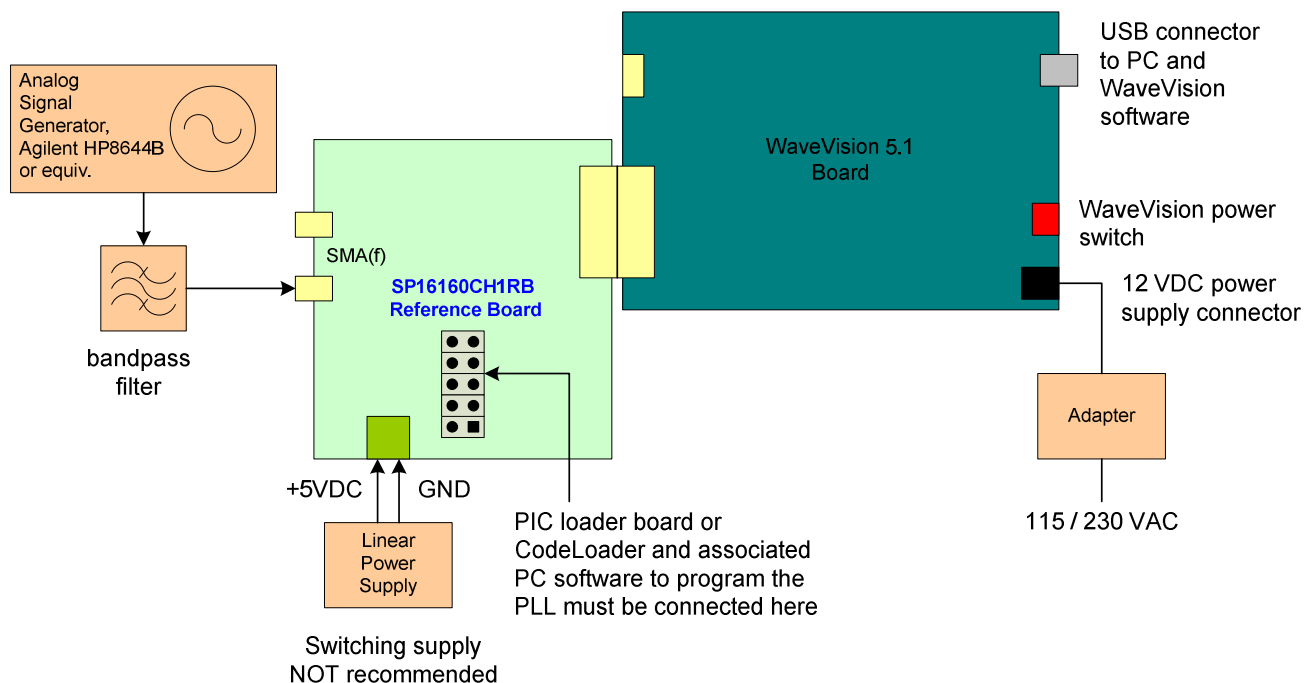 Analog
Signal
Generator,
Agilent HP8644B
or equiv.
bandpass
filter
SMA(f)
SP16160CH1RB
Reference Board
+5VDC
GND
Linear
Power
Supply
Switching supply
NOT recommended
PIC loader board or
CodeLoader and associated
PC software to program the
PLL must be connected here
WaveVision 5.1
Board
USB connector
to PC and
WaveVision
software
WaveVision power
switch
12 VDC power
supply connector
Adapter
115 / 230 VAC